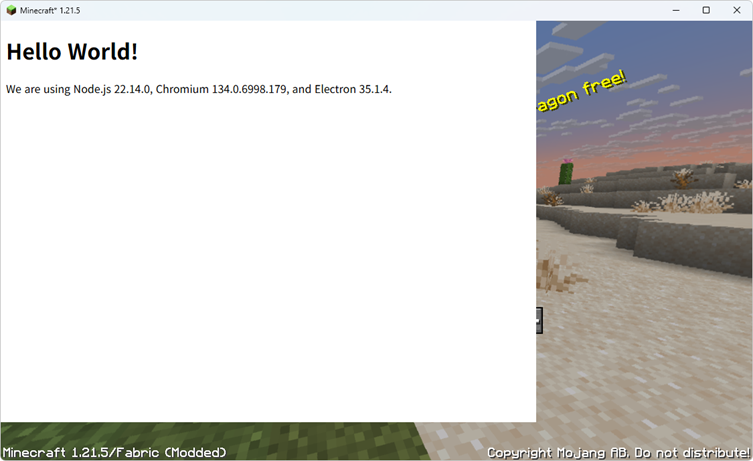 Minecraft* 1.21.5
Hello World!
We are using Node.js 22.14.0, Chromium 134.0.6998.179, and Electron 35.1.4.
agon free!
Minecraft 1.21.5/Fabric (Modded)
Copyright Mojang AB. Do not distribute!